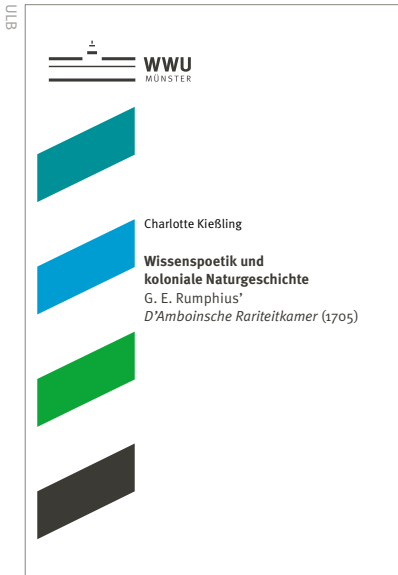 ULB
WWU
MÜNSTER
Charlotte Kießling
Wissenspoetik und
koloniale Naturgeschichte
G. E. Rumphius’
D’Amboinsche Rariteitkamer (1705)